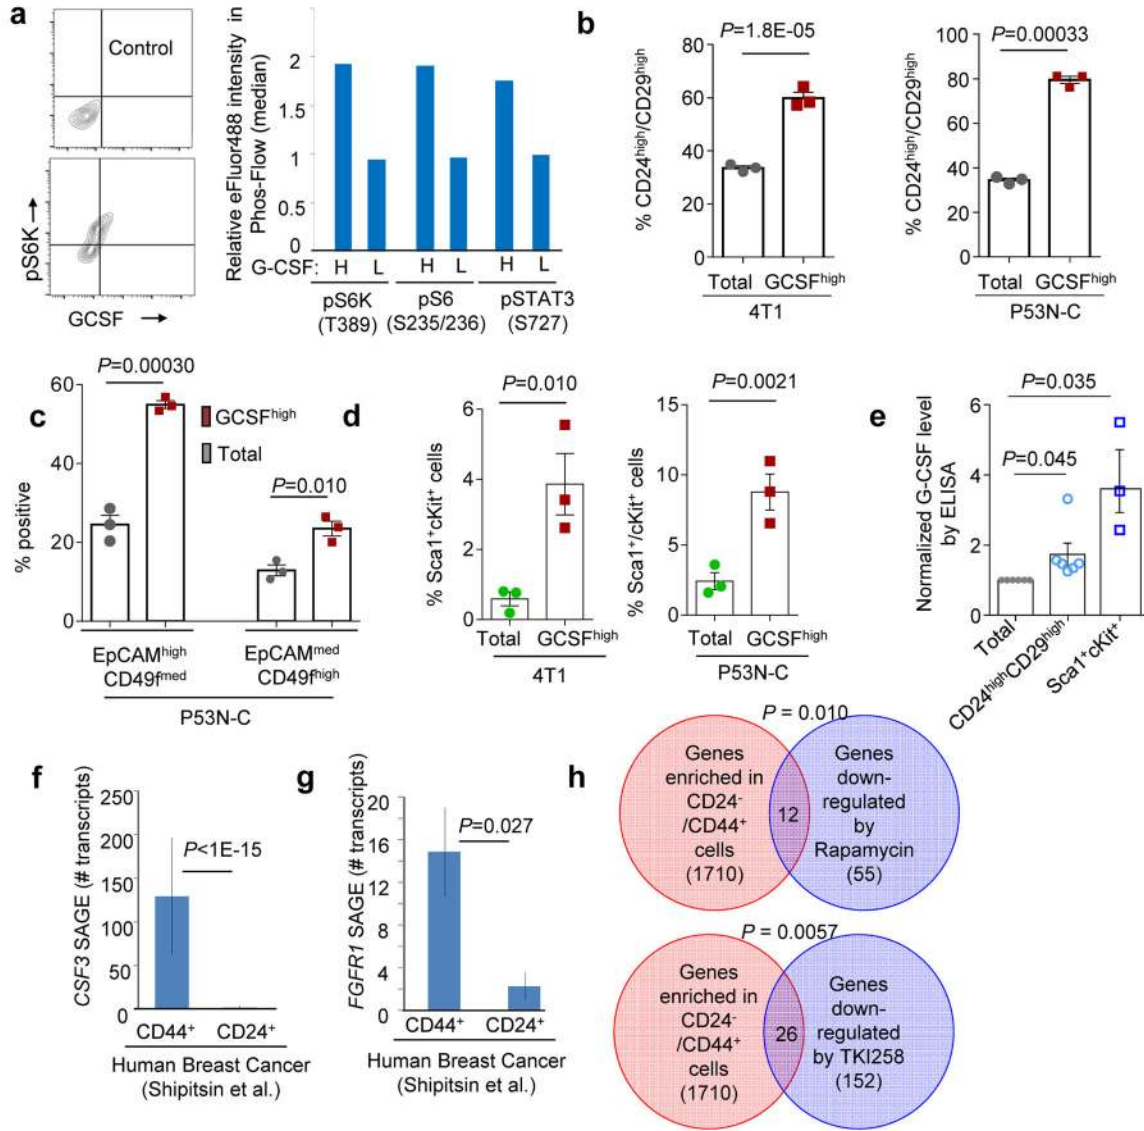 a
Control
pS6K
GCSF
Relative eFluor488 intensity in
Phos-Flow (median)
2
1.5
1
0.5
0
G-CSF: H L H L H L
pS6K pS6 pSTAT3
(T389) (S235/236) (S727)
b
P=1.8E-05
% CD24high/CD29high
80
60
40
20
0
Total GCSFhigh
4T1
P=0.00033
% CD24high/CD29high
100
80
60
40
20
0
Total GCSFhigh
P53N-C
c
P=0.00030
% positive
60
40
20
0
GCSFhigh
Total
P=0.010
EpCAMhigh EpCAMmed
CD49fmed CD49fhigh
P53N-C
d
P=0.010
% Sca1+cKit+ cells
6
4
2
0
Total GCSFhigh
4T1
P=0.0021
% Sca1+/cKit+ cells
15
10
5
0
Total GCSFhigh
P53N-C
e
P=0.035
P=0.045
Normalized G-CSF level
by ELISA
6
4
2
0
Total
CD24highCD29high
Sca1+cKit+
f
CSF3 SAGE (# transcripts)
250
200
150
100
50
0
P<1E-15
CD44+ CD24+
Human Breast Cancer
(Shipitsin et al.)
g
FGFR1 SAGE (# transcripts)
20
16
12
8
4
0
P=0.027
CD44+ CD24+
Human Breast Cancer
(Shipitsin et al.)
h
P = 0.010
Genes
enriched in
CD24-
/CD44+
cells
(1710)
12
Genes
down-
regulated
by
Rapamycin
(55)
P = 0.0057
Genes
enriched in
CD24-
/CD44+
cells
(1710)
26
Genes
down-
regulated
by TKI258
(152)